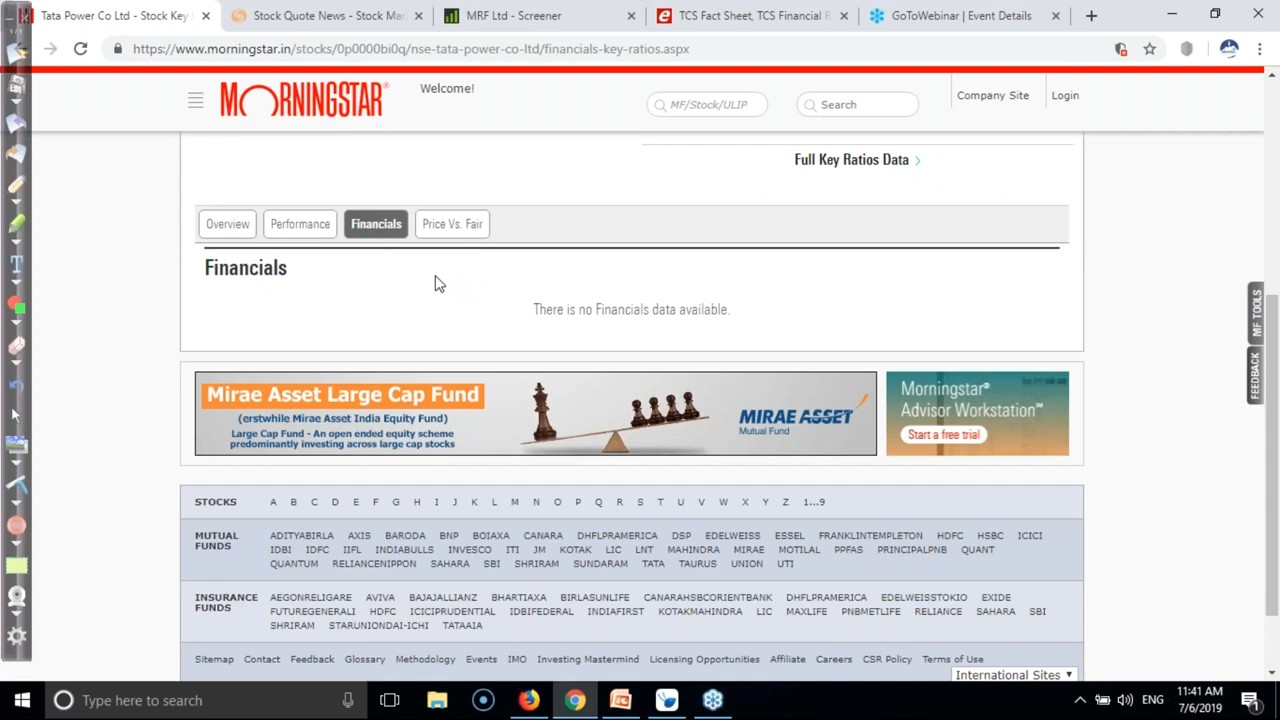 Tata Power Co Ltd - Stock Key
Stock Quote News - Stock Mar
MRF Ltd - Screener
TCS Fact Sheet, TCS Financial R
GoToWebinar | Event Details
1/1
https://www.morningstar.in/stocks/0p0000bi0q/nse-tata-power-co-ltd/financials-key-ratios.aspx
MORNINGSTAR®
Welcome!
MF/Stock/ULIP
Search
Company Site
Login
Full Key Ratios Data
Overview
Performance
Financials
Price Vs. Fair
Financials
There is no Financials data available.
MF TOOLS
FEEDBACK
Mirae Asset Large Cap Fund
(erstwhile Mirae Asset India Equity Fund)
Large Cap Fund - An open ended equity scheme
predominantly investing across large cap stocks
MIRAE ASSET
Mutual Fund
Morningstar®
Advisor Workstation℠
Start a free trial
STOCKS A B C D E F G H I J K L M N O P Q R S T U V W X Y Z 1...9
MUTUAL FUNDS
ADITYABIRLA AXIS BARODA BNP BOIAXA CANARA DHFLPRAMERICA DSP EDELWEISS ESSEL FRANKLINTEMPLETON HDFC HSBC ICICI
IDBI IDFC IIFL INDIABULLS INVESCO ITI JM KOTAK LIC LNT MAHINDRA MIRAE MOTILAL PPFAS PRINCIPALPNB QUANT
QUANTUM RELIANCENIPPON SAHARA SBI SHRIRAM SUNDARAM TATA TAURUS UNION UTI
INSURANCE FUNDS
AEGONRELIGARE AVIVA BAJAJALLIANZ BHARTIAXA BIRLASUNLIFE CANARAHSBCORIENTBANK DHFLPRAMERICA EDELWEISSTOKIO EXIDE
FUTUREGENERALI HDFC ICICIPRUDENTIAL IDBIFEDERAL INDIAFIRST KOTAKMAHINDRA LIC MAXLIFE PNBMETLIFE RELIANCE SAHARA SBI
SHRIRAM STARUNIONDAI-ICHI TATAAIA
Sitemap Contact Feedback Glossary Methodology Events IMO Investing Mastermind Licensing Opportunities Affiliate Careers CSR Policy Terms of Use
International Sites
Type here to search
ENG
11:41 AM
7/6/2019
1